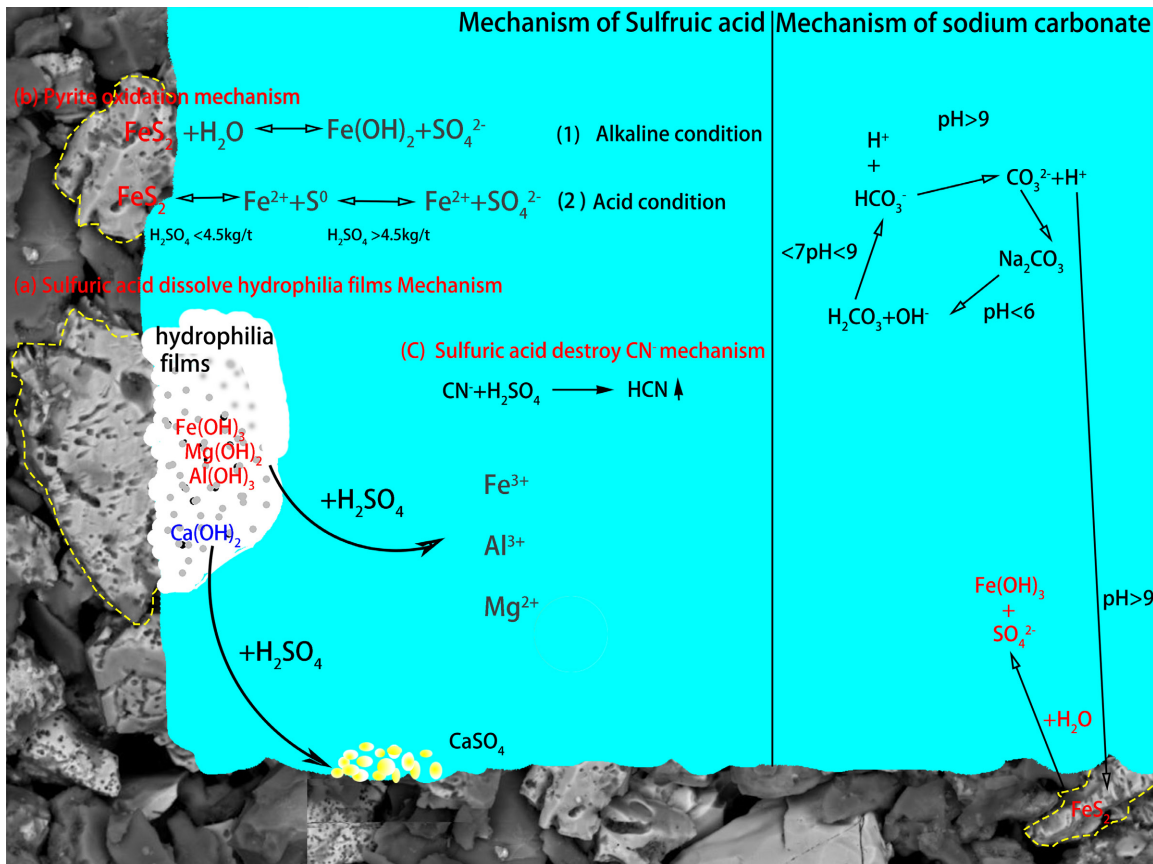 Mechanism of Sulfruic acid
Mechanism of sodium carbonate
(b) Pyrite oxidation mechanism
FeS₂ +H₂O Fe(OH)₂+SO₄²⁻ (1) Alkaline condition
FeS₂ Fe²⁺+S⁰ Fe²⁺+SO₄²⁻ (2) Acid condition
H₂SO₄ <4.5kg/t H₂SO₄ >4.5kg/t
(a) Sulfuric acid dissolve hydrophilia films Mechanism
hydrophilia
films
Fe(OH)₃
Mg(OH)₂
Al(OH)₃
Ca(OH)₂
+H₂SO₄
+H₂SO₄
CaSO₄
(C) Sulfuric acid destroy CN⁻ mechanism
CN⁻+H₂SO₄ HCN
Fe³⁺
Al³⁺
Mg²⁺
pH>9
H⁺
+
HCO₃⁻
CO₃²⁻+H⁺
<7pH<9
Na₂CO₃
H₂CO₃+OH⁻
pH<6
pH>9
Fe(OH)₃
+
SO₄²⁻
+H₂O
FeS₂